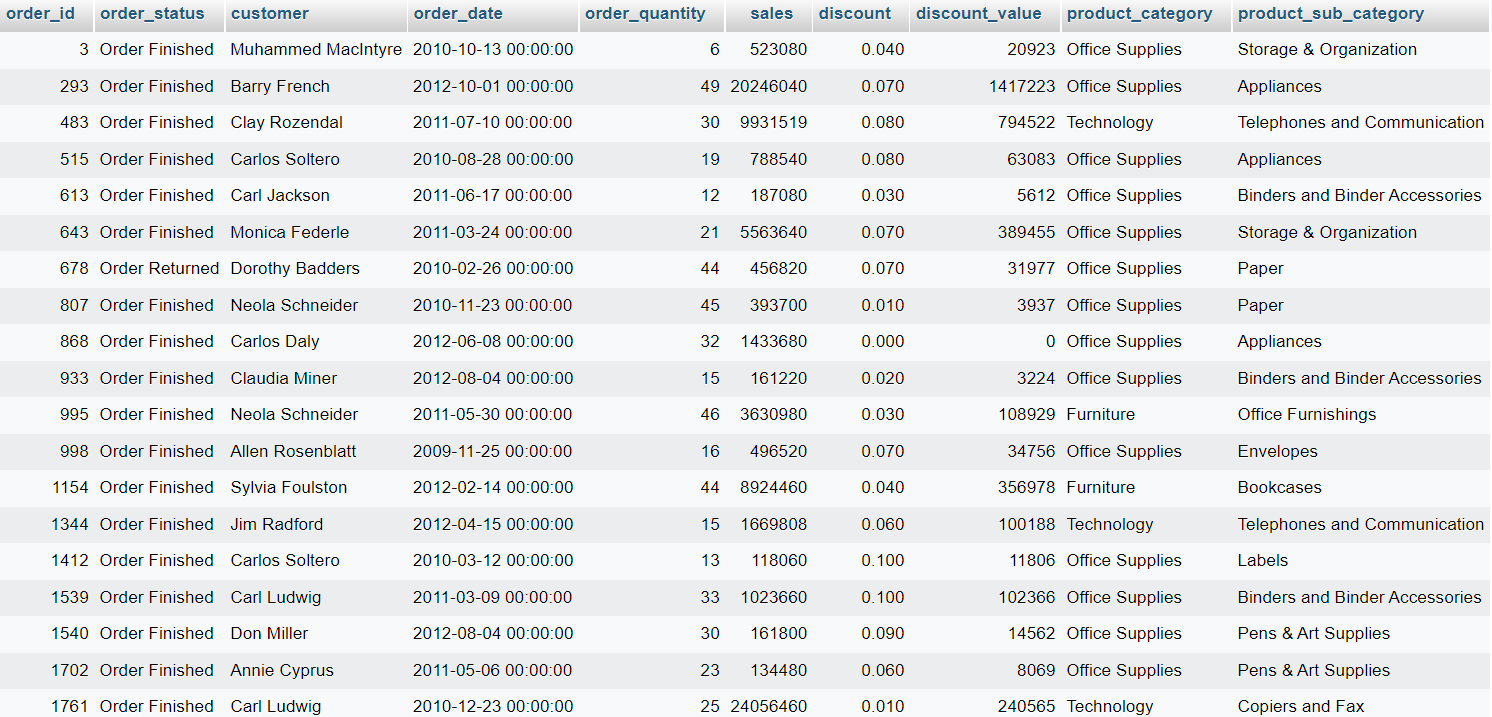 order_id order_status customer order_date order_quantity sales discount discount_value product_category product_sub_category
3 Order Finished Muhammed MacIntyre 2010-10-13 00:00:00 6 523080 0.040 20923 Office Supplies Storage & Organization
293 Order Finished Barry French 2012-10-01 00:00:00 49 20246040 0.070 1417223 Office Supplies Appliances
483 Order Finished Clay Rozendal 2011-07-10 00:00:00 30 9931519 0.080 794522 Technology Telephones and Communication
515 Order Finished Carlos Soltero 2010-08-28 00:00:00 19 788540 0.080 63083 Office Supplies Appliances
613 Order Finished Carl Jackson 2011-06-17 00:00:00 12 187080 0.030 5612 Office Supplies Binders and Binder Accessories
643 Order Finished Monica Federle 2011-03-24 00:00:00 21 5563640 0.070 389455 Office Supplies Storage & Organization
678 Order Returned Dorothy Badders 2010-02-26 00:00:00 44 456820 0.070 31977 Office Supplies Paper
807 Order Finished Neola Schneider 2010-11-23 00:00:00 45 393700 0.010 3937 Office Supplies Paper
868 Order Finished Carlos Daly 2012-06-08 00:00:00 32 1433680 0.000 0 Office Supplies Appliances
933 Order Finished Claudia Miner 2012-08-04 00:00:00 15 161220 0.020 3224 Office Supplies Binders and Binder Accessories
995 Order Finished Neola Schneider 2011-05-30 00:00:00 46 3630980 0.030 108929 Furniture Office Furnishings
998 Order Finished Allen Rosenblatt 2009-11-25 00:00:00 16 496520 0.070 34756 Office Supplies Envelopes
1154 Order Finished Sylvia Foulston 2012-02-14 00:00:00 44 8924460 0.040 356978 Furniture Bookcases
1344 Order Finished Jim Radford 2012-04-15 00:00:00 15 1669808 0.060 100188 Technology Telephones and Communication
1412 Order Finished Carlos Soltero 2010-03-12 00:00:00 13 118060 0.100 11806 Office Supplies Labels
1539 Order Finished Carl Ludwig 2011-03-09 00:00:00 33 1023660 0.100 102366 Office Supplies Binders and Binder Accessories
1540 Order Finished Don Miller 2012-08-04 00:00:00 30 161800 0.090 14562 Office Supplies Pens & Art Supplies
1702 Order Finished Annie Cyprus 2011-05-06 00:00:00 23 134480 0.060 8069 Office Supplies Pens & Art Supplies
1761 Order Finished Carl Ludwig 2010-12-23 00:00:00 25 24056460 0.010 240565 Technology Copiers and Fax